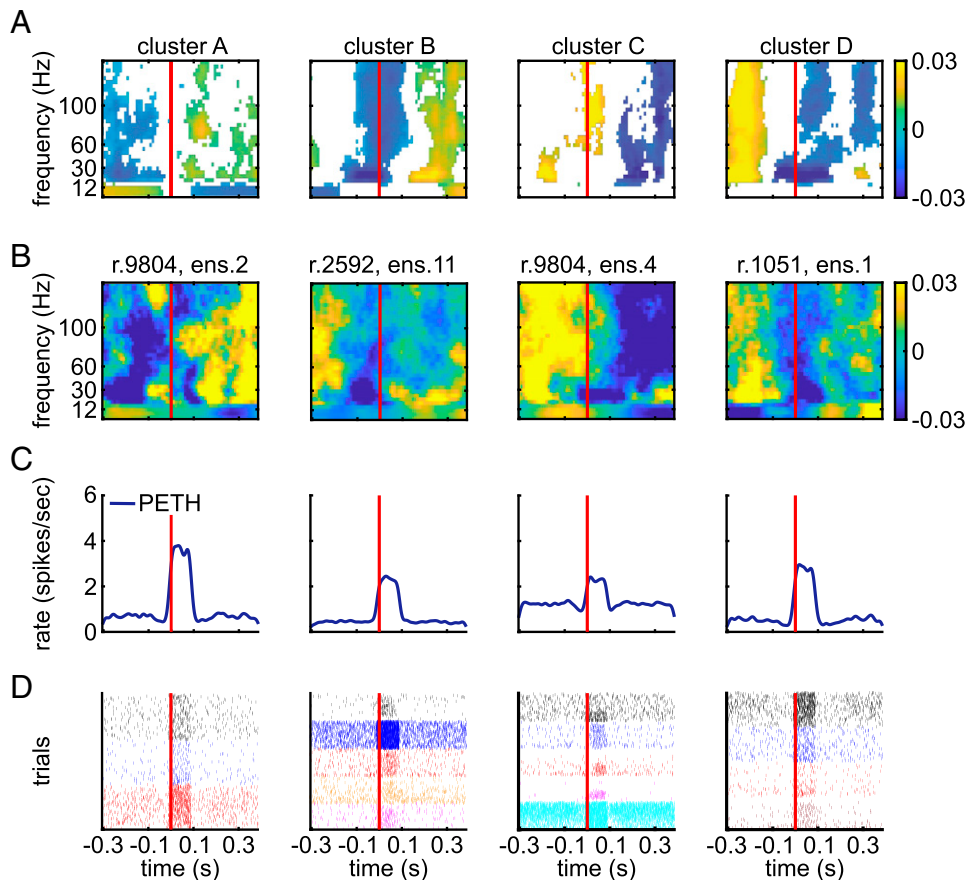 A
cluster A cluster B cluster C cluster D
frequency (Hz)
100
60
30
12
0.03
0
-0.03
B
r.9804, ens.2 r.2592, ens.11 r.9804, ens.4 r.1051, ens.1
frequency (Hz)
100
60
30
12
0.03
0
-0.03
C
rate (spikes/sec)
6
4
2
0
PETH
D
trials
-0.3 -0.1 0.1 0.3 -0.3 -0.1 0.1 0.3 -0.3 -0.1 0.1 0.3 -0.3 -0.1 0.1 0.3
time (s) time (s) time (s) time (s)